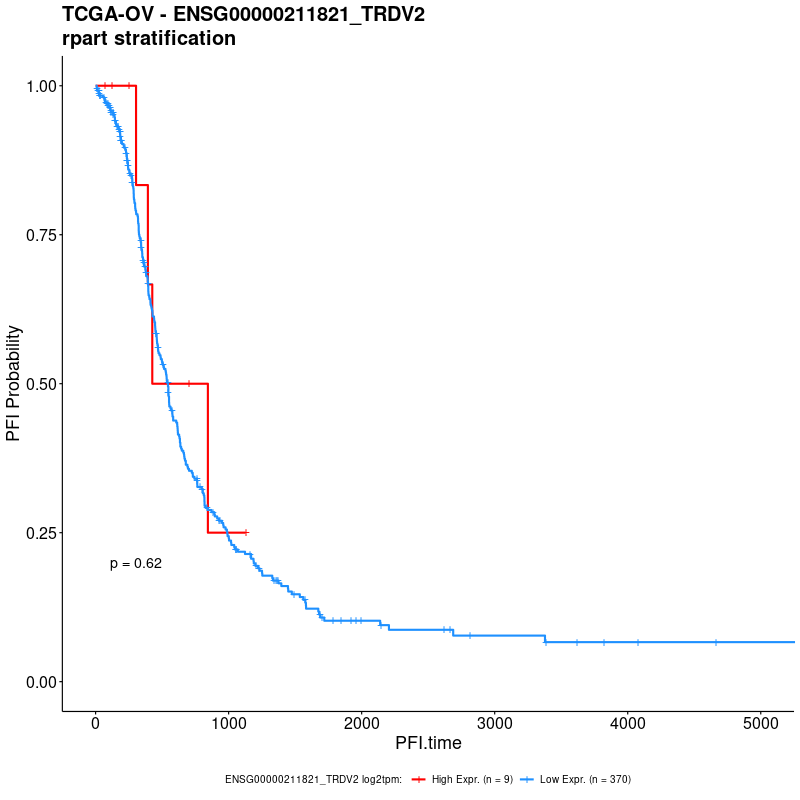 TCGA-OV - ENSG00000211821_TRDV2
rpart stratification
1.00
0.75
0.50
0.25
0.00
PFI Probability
p = 0.62
0
1000
2000
3000
4000
5000
PFI.time
ENSG00000211821_TRDV2 log2tpm: High Expr. (n = 9) Low Expr. (n = 370)